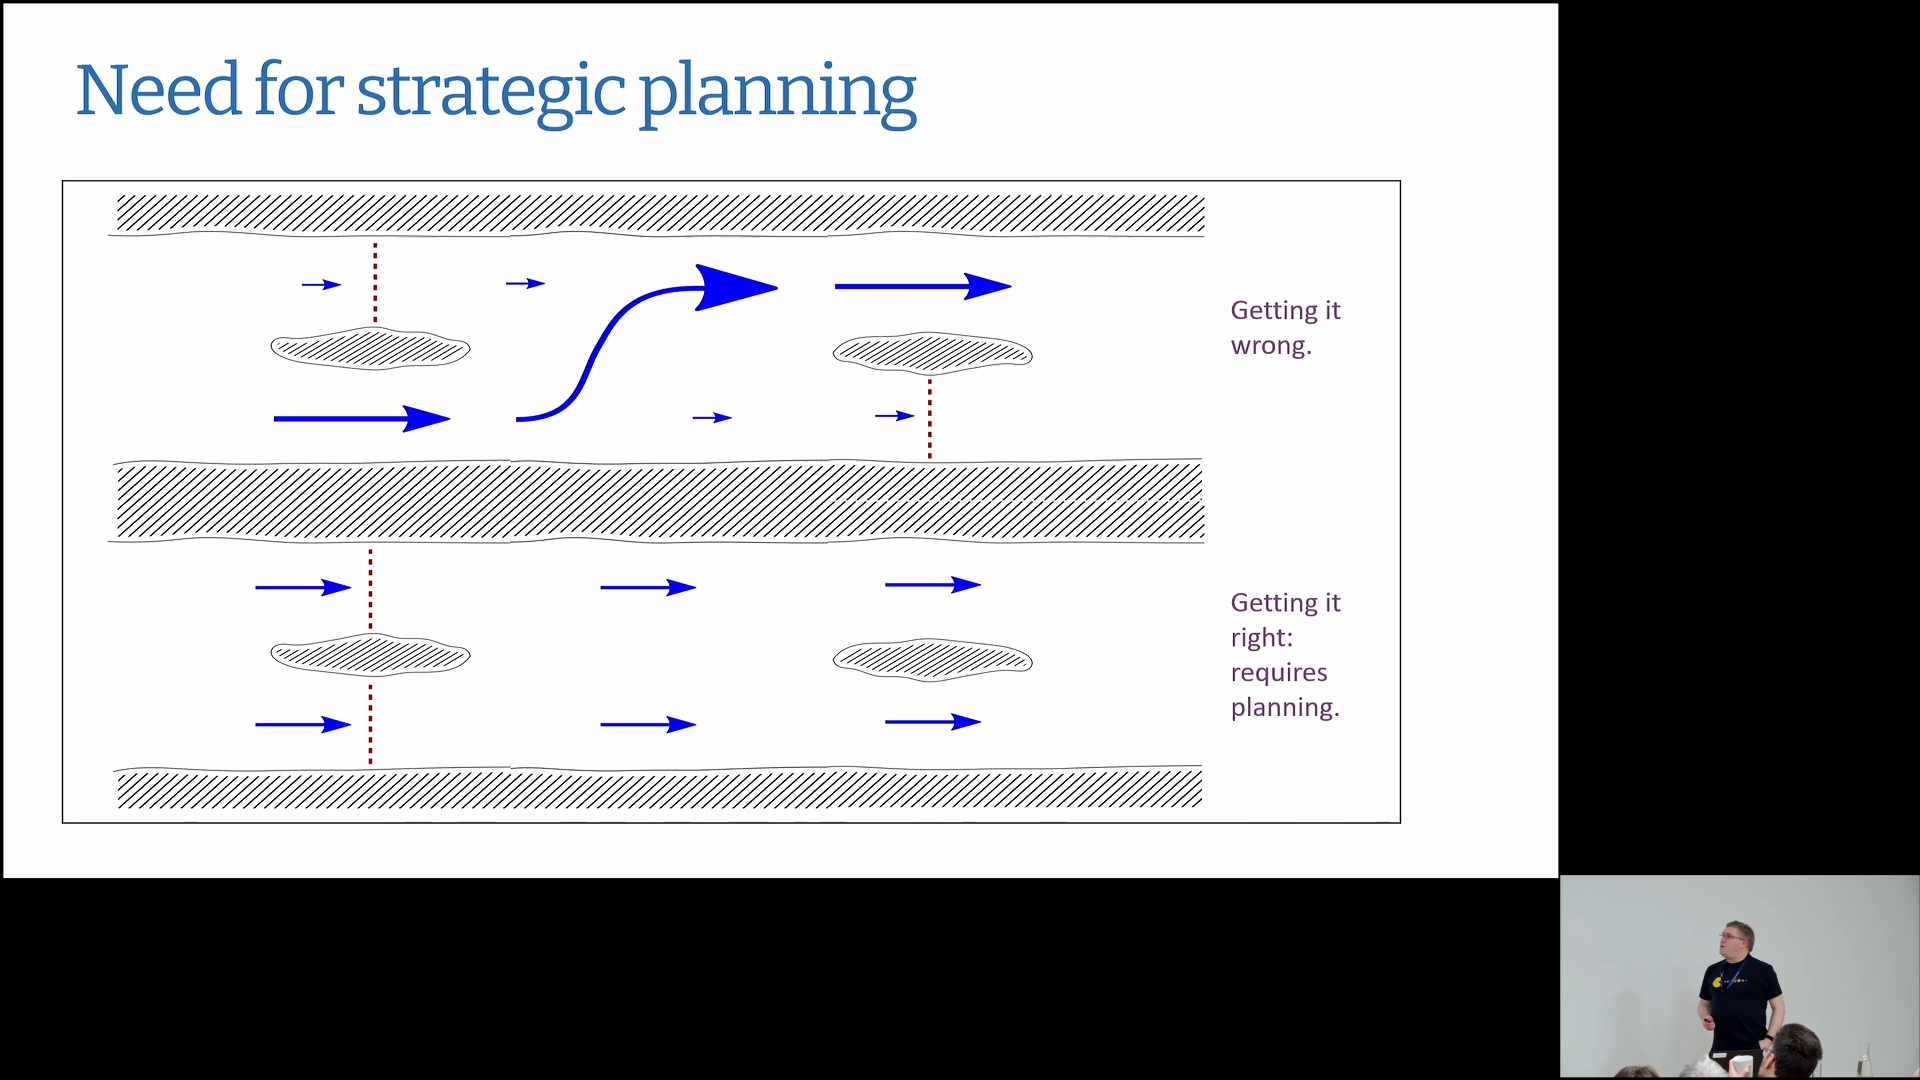 Need for strategic planning
Getting it
wrong.
Getting it
right:
requires
planning.